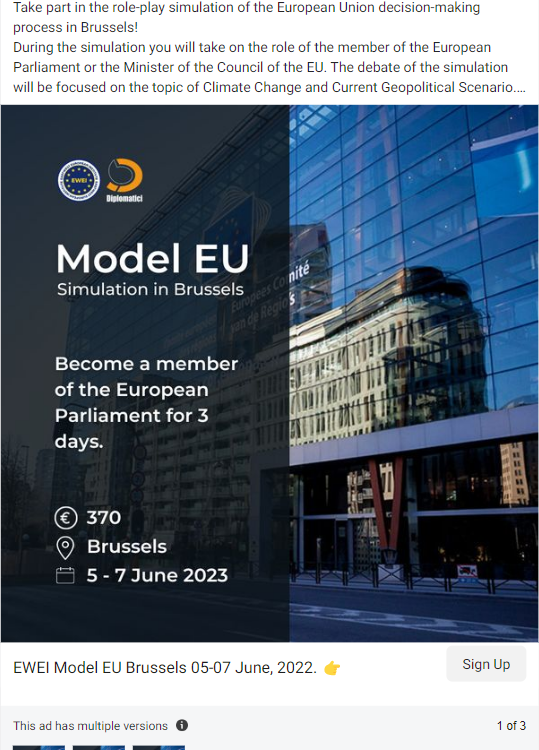 Take part in the role-play simulation of the European Union decision-making
process in Brussels!
During the simulation you will take on the role of the member of the European
Parliament or the Minister of the Council of the EU. The debate of the simulation
will be focused on the topic of Climate Change and Current Geopolitical Scenario....
EWEI
Diplomatici
Model EU
Simulation in Brussels
Become a member
of the European
Parliament for 3
days.
€ 370
Brussels
5 - 7 June 2023
EWEI Model EU Brussels 05-07 June, 2022. 👉
Sign Up
This ad has multiple versions
1 of 3